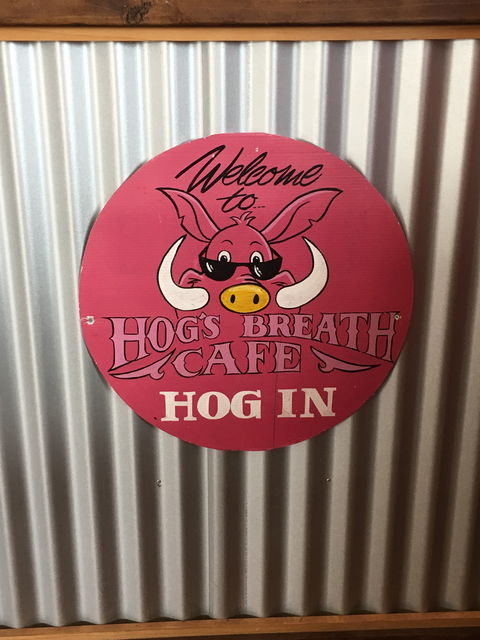 Welcome
to...
HOG'S BREATH
CAFE
HOG IN